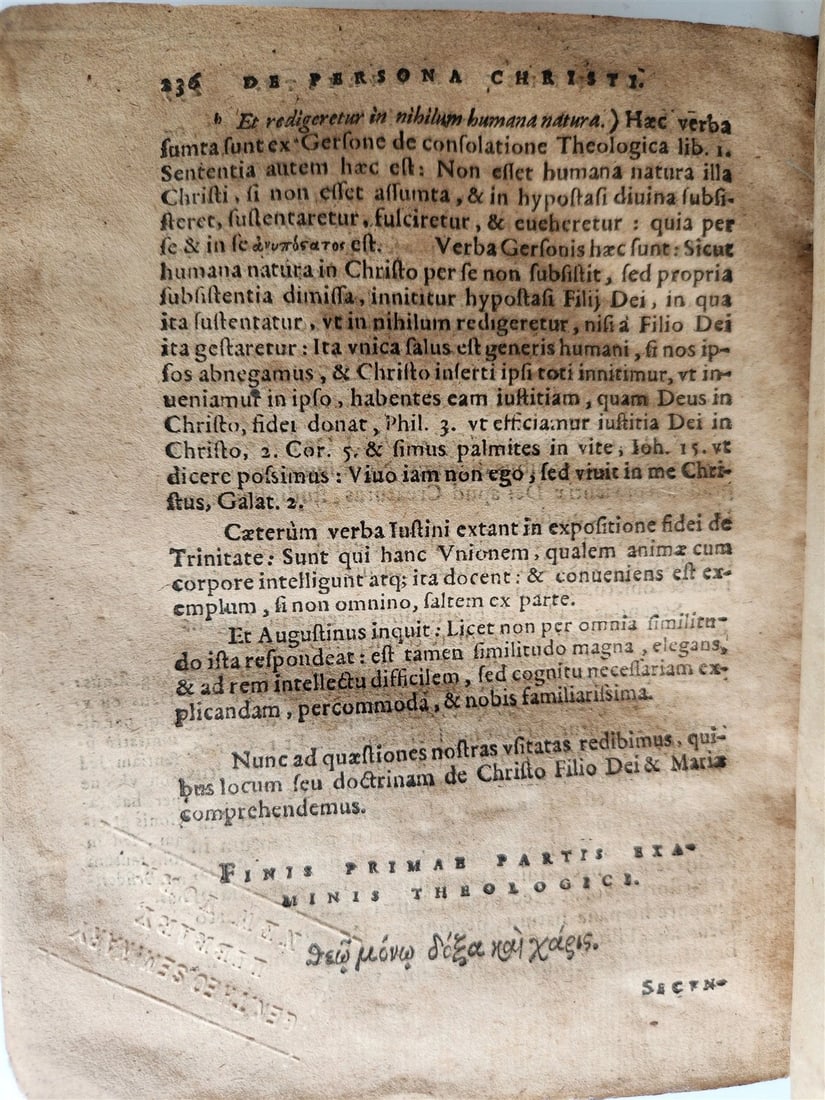 236 DE PERSONA CHRISTI.
h Et redigeretur in nihilum humana natura.) Hæc verba
ſumta ſunt ex Gerſone de conſolatione Theologica lib. 1.
Sententia autem hæc eſt: Non eſſet humana natura illa
Chriſti, ſi non eſſet aſſumta, & in hypoſtaſi diuina ſubſi-
ſteret, ſuſtentaretur, fulciretur, & eueheretur : quia per
ſe & in ſe ἀνυπόςατος eſt. Verba Gerſonis hæc ſunt: Sicut
humana natura in Chriſto per ſe non ſubſiſtit, ſed propria
ſubſiſtentia dimiſſa, innititur hypoſtaſi Filij Dei, in qua
ita ſuſtentatur, vt in nihilum redigeretur, niſi à Filio Dei
ita geſtaretur : Ita vnica ſalus eſt generis humani, ſi nos ip-
ſos abnegamus, & Chriſto inſerti ipſi toti innitimur, vt in-
ueniamur in ipſo, habentes eam iuſtitiam, quam Deus in
Chriſto, fidei donat, Phil. 3. vt efficiamur iuſtitia Dei in
Chriſto, 2. Cor. 5. & ſimus palmites in vite, Ioh. 15. vt
dicere poſsimus : Viuo iam non ego, ſed viuit in me Chri-
ſtus, Galat. 2.
Cæterùm verba Iuſtini extant in expoſitione fidei de
Trinitate: Sunt qui hanc Vnionem, qualem animæ cum
corpore intelligunt atq; ita docent : & conueniens eſt ex-
emplum, ſi non omnino, ſaltem ex parte.
Et Auguſtinus inquit: Licet non per omnia ſimilitu-
do iſta reſpondeat : eſt tamen ſimilitudo magna, elegans,
& ad rem intellectu difficilem, ſed cognitu neceſſariam ex-
plicandam, percommoda, & nobis familiariſsima.
Nunc ad quæſtiones noſtras vſitatas redibimus, qui-
bus locum ſeu doctrinam de Chriſto Filio Dei & Mariæ
comprehendemus.
FINIS PRIMAE PARTIS EXA-
MINIS THEOLOGICI.
θεῷ μόνῳ δόξα καὶ χάρις.
SECVN-
LIBRARY